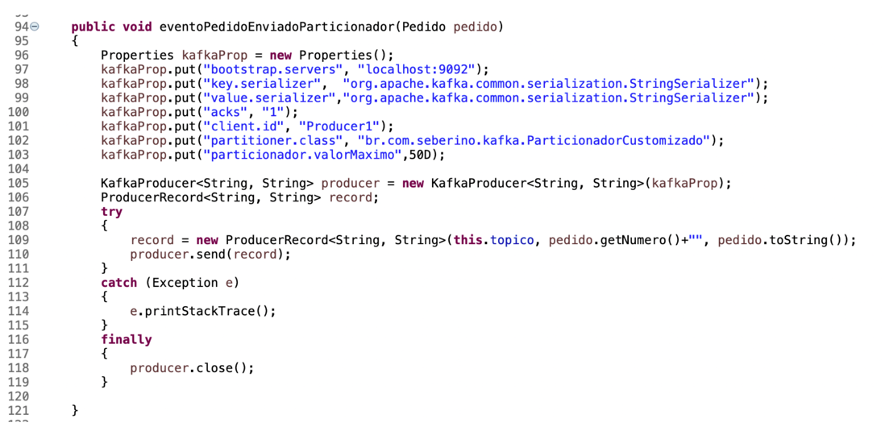 94 public void eventoPedidoEnviadoParticionador(Pedido pedido)
95 {
96 Properties kafkaProp = new Properties();
97 kafkaProp.put("bootstrap.servers", "localhost:9092");
98 kafkaProp.put("key.serializer", "org.apache.kafka.common.serialization.StringSerializer");
99 kafkaProp.put("value.serializer","org.apache.kafka.common.serialization.StringSerializer");
100 kafkaProp.put("acks", "1");
101 kafkaProp.put("client.id", "Producer1");
102 kafkaProp.put("partitioner.class", "br.com.seberino.kafka.ParticionadorCustomizado");
103 kafkaProp.put("particionador.valorMaximo",50D);
104
105 KafkaProducer<String, String> producer = new KafkaProducer<String, String>(kafkaProp);
106 ProducerRecord<String, String> record;
107 try
108 {
109 record = new ProducerRecord<String, String>(this.topico, pedido.getNumero()+"", pedido.toString());
110 producer.send(record);
111 }
112 catch (Exception e)
113 {
114 e.printStackTrace();
115 }
116 finally
117 {
118 producer.close();
119 }
120
121 }